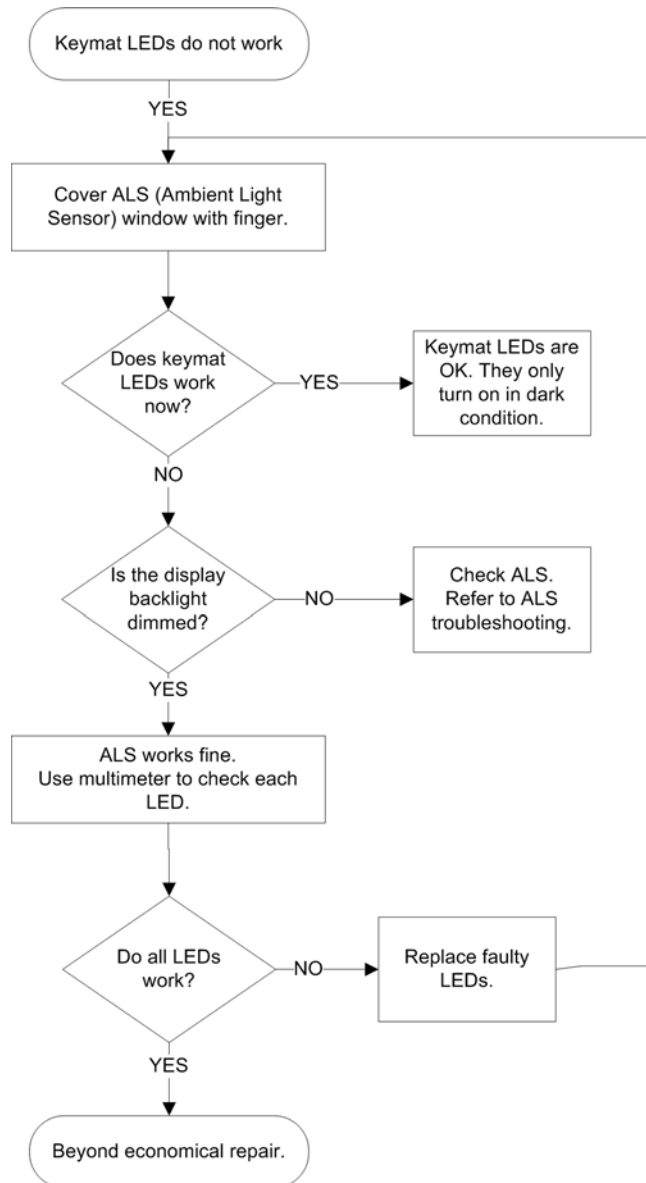 Keymat LEDs do not work
YES
Cover ALS (Ambient Light
Sensor) window with finger.
Does keymat
LEDs work
now?
YES
Keymat LEDs are
OK. They only
turn on in dark
condition.
NO
Is the display
backlight
dimmed?
NO
Check ALS.
Refer to ALS
troubleshooting.
YES
ALS works fine.
Use multimeter to check each
LED.
Do all LEDs
work?
NO
Replace faulty
LEDs.
YES
Beyond economical repair.